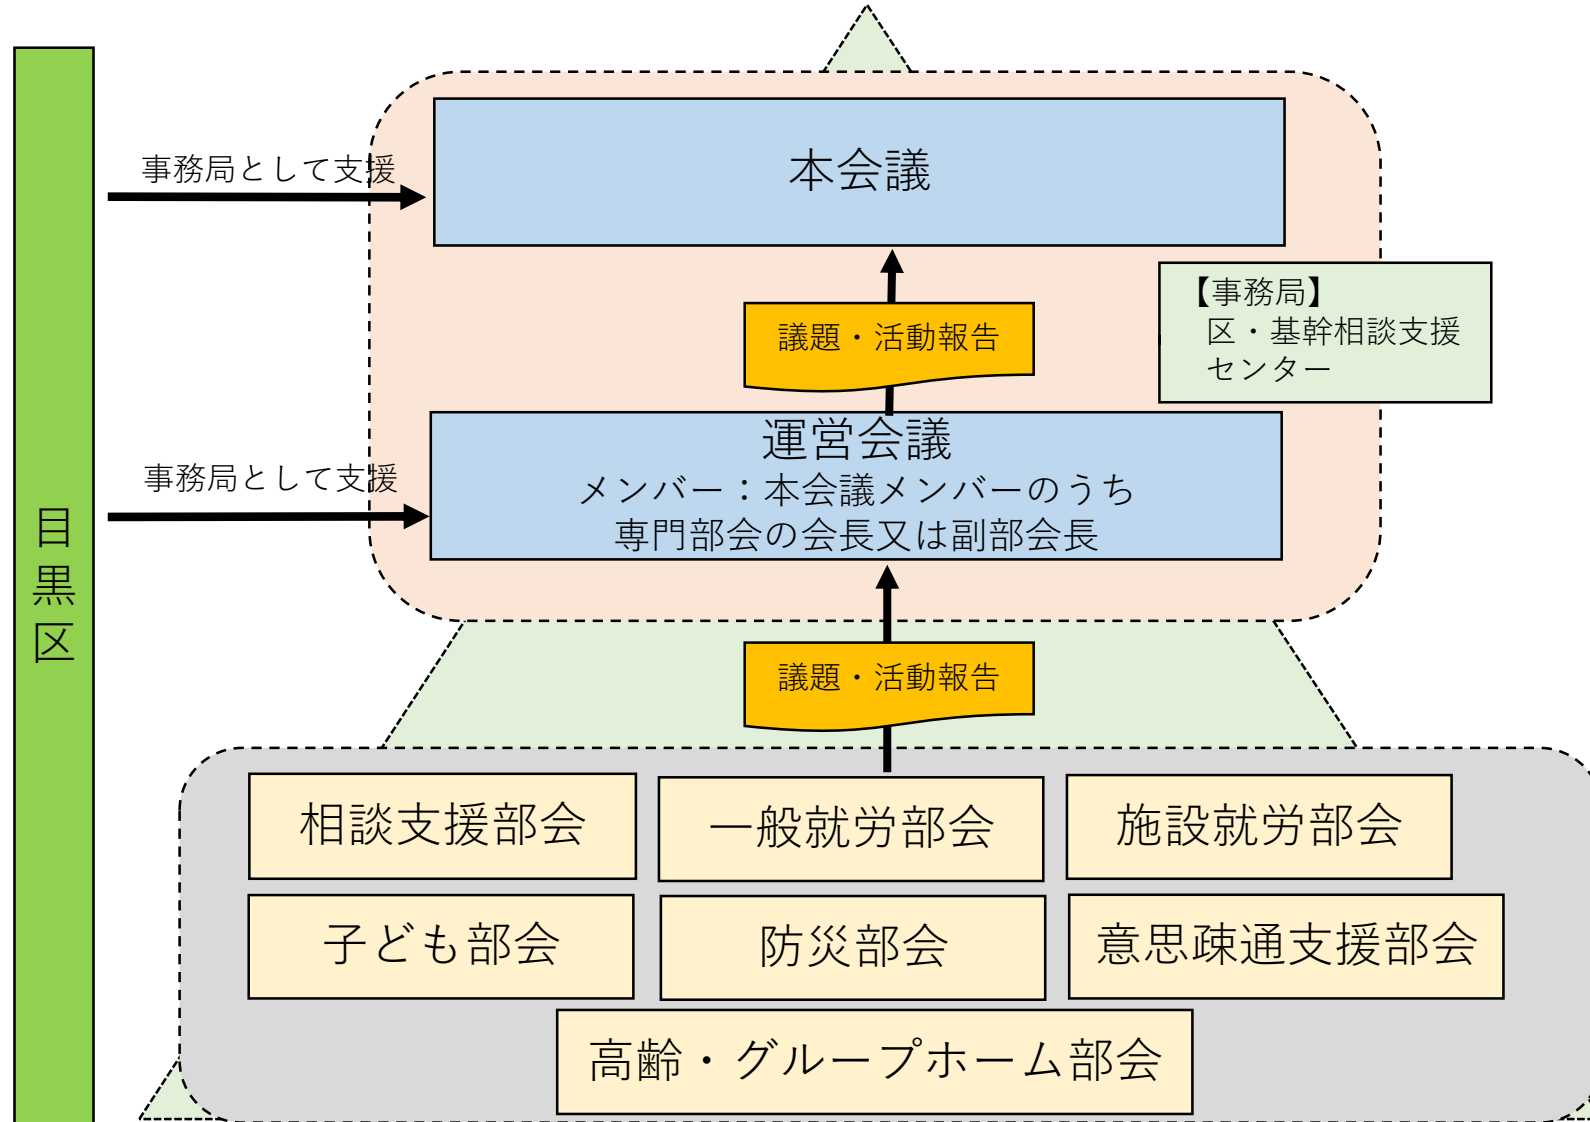 目黒区
事務局として支援
本会議
【事務局】
区・基幹相談支援
センター
議題・活動報告
事務局として支援
運営会議
メンバー：本会議メンバーのうち
専門部会の会長又は副部会長
議題・活動報告
相談支援部会
一般就労部会
施設就労部会
子ども部会
防災部会
意思疎通支援部会
高齢・グループホーム部会